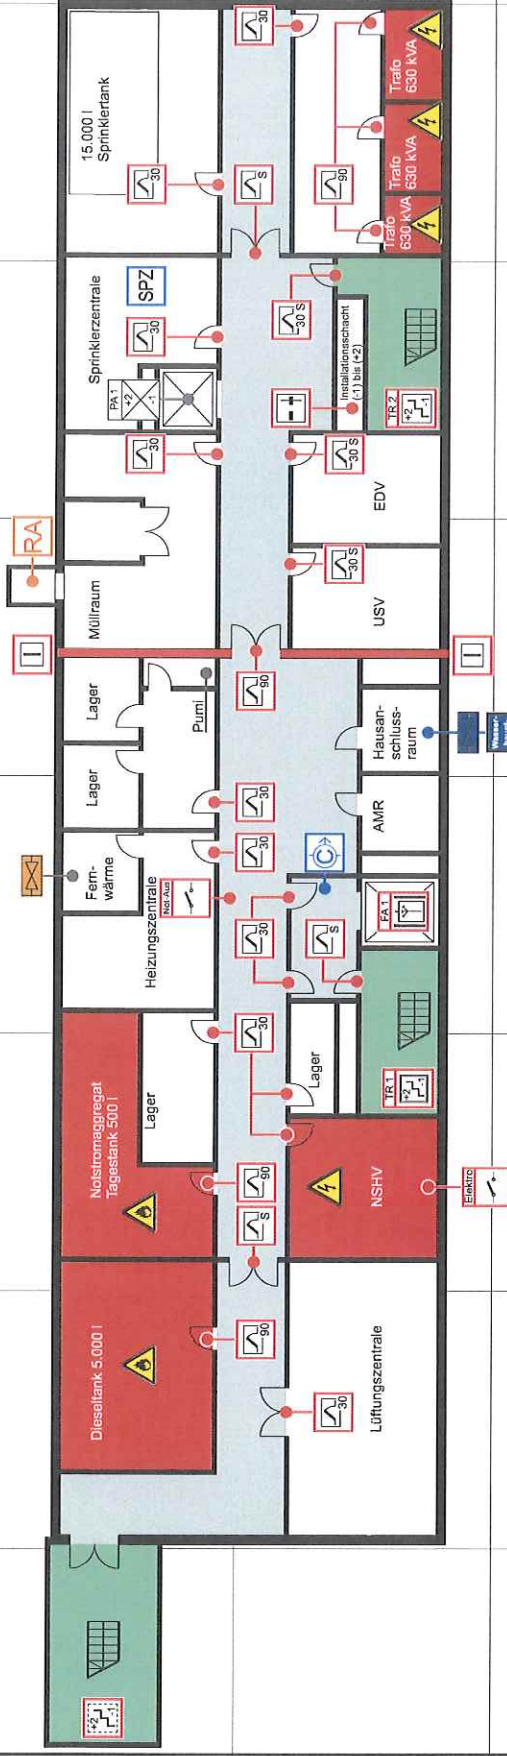 15.000 l
Sprinklertank
30
30
S
90
Trafo
630 kVA
Trafo
630 kVA
Trafo
630 kVA
Sprinklerzentrale
SPZ
30
PA 1
+2
-1
30 S
Installationsschacht
(-1) bis (+2)
TR 2
+2
-1
30
30 S
EDV
30 S
USV
RA
Müllraum
90
Lager
Pumi
Lager
30
Hausan-
schluss-
raum
AMR
Fern-
wärme
Heizungszentrale
30
Not-Aus
C
30
S
FA 1
Notstromaggregat
Tagestank 500 l
Lager
30
Lager
TR 1
+2
-1
90
S
NSHV
Elektro
Dieseltank 5.000 l
90
30
Lüftungszentrale
+2
-1